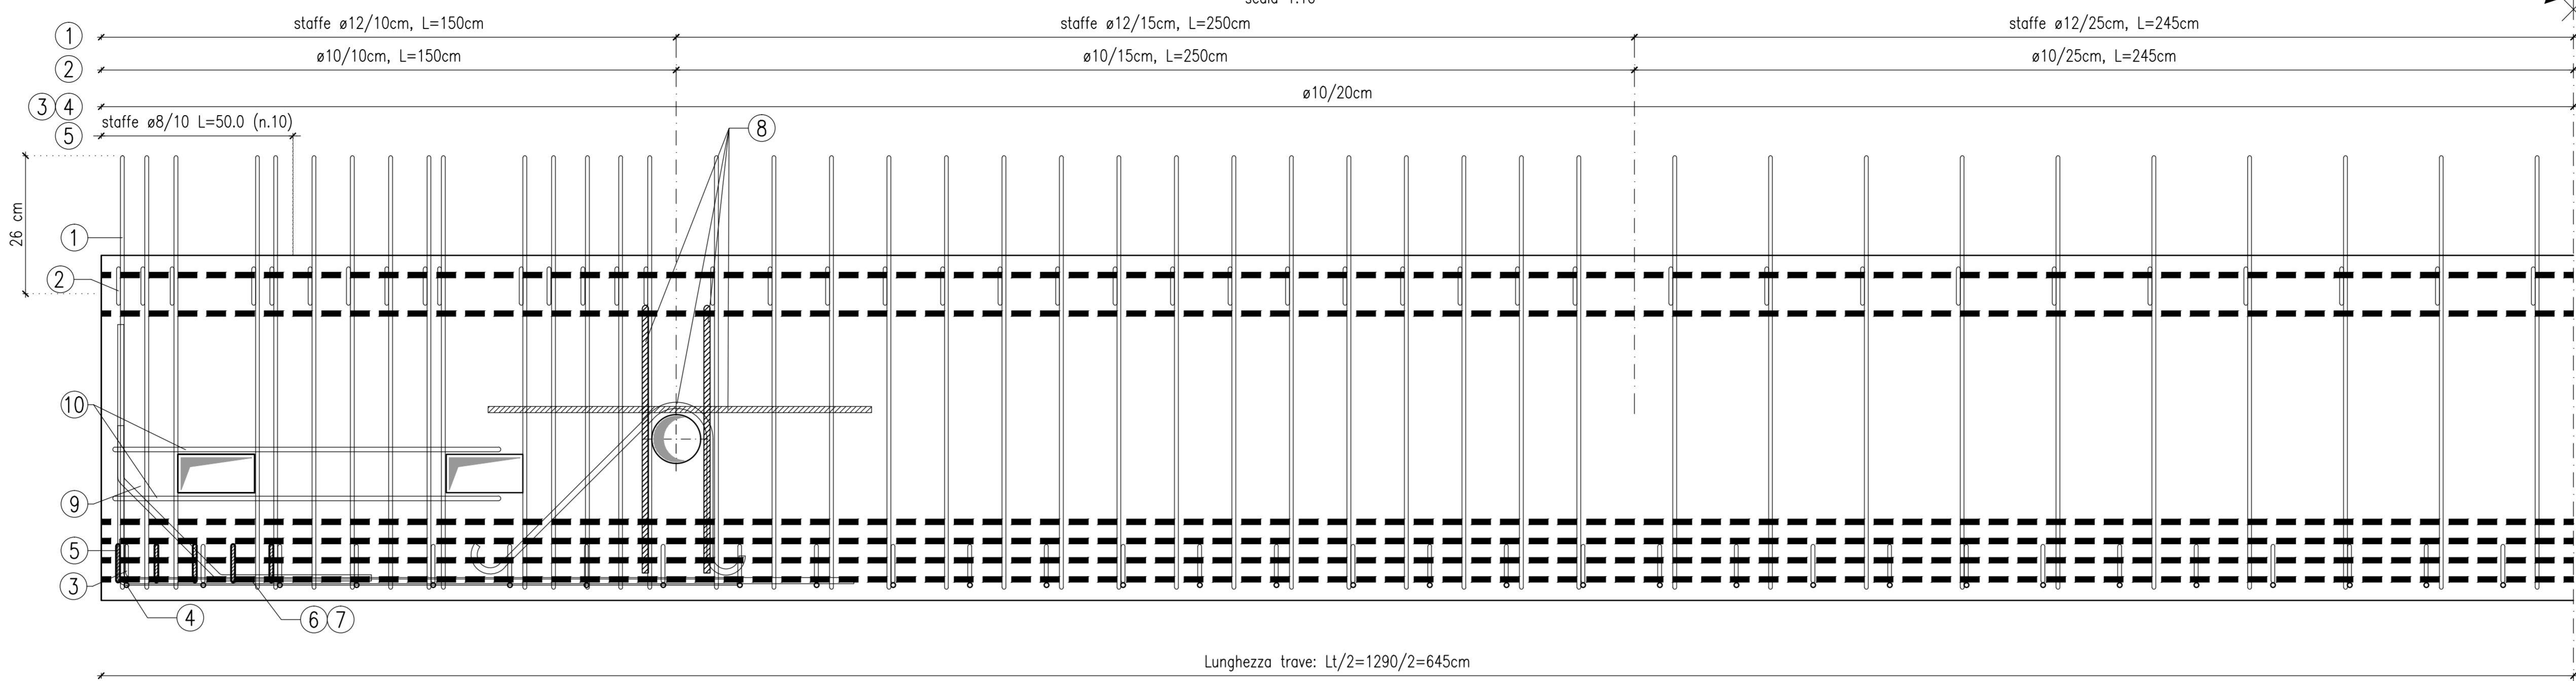 staffe ø12/10cm, L=150cm
staffe ø12/15cm, L=250cm
staffe ø12/25cm, L=245cm
1
ø10/10cm, L=150cm
ø10/15cm, L=250cm
ø10/25cm, L=245cm
2
ø10/20cm
3 4
staffe ø8/10 L=50.0 (n.10)
5
8
26 cm
1
2
10
9
5
3
4
6 7
Lunghezza trave: Lt/2=1290/2=645cm